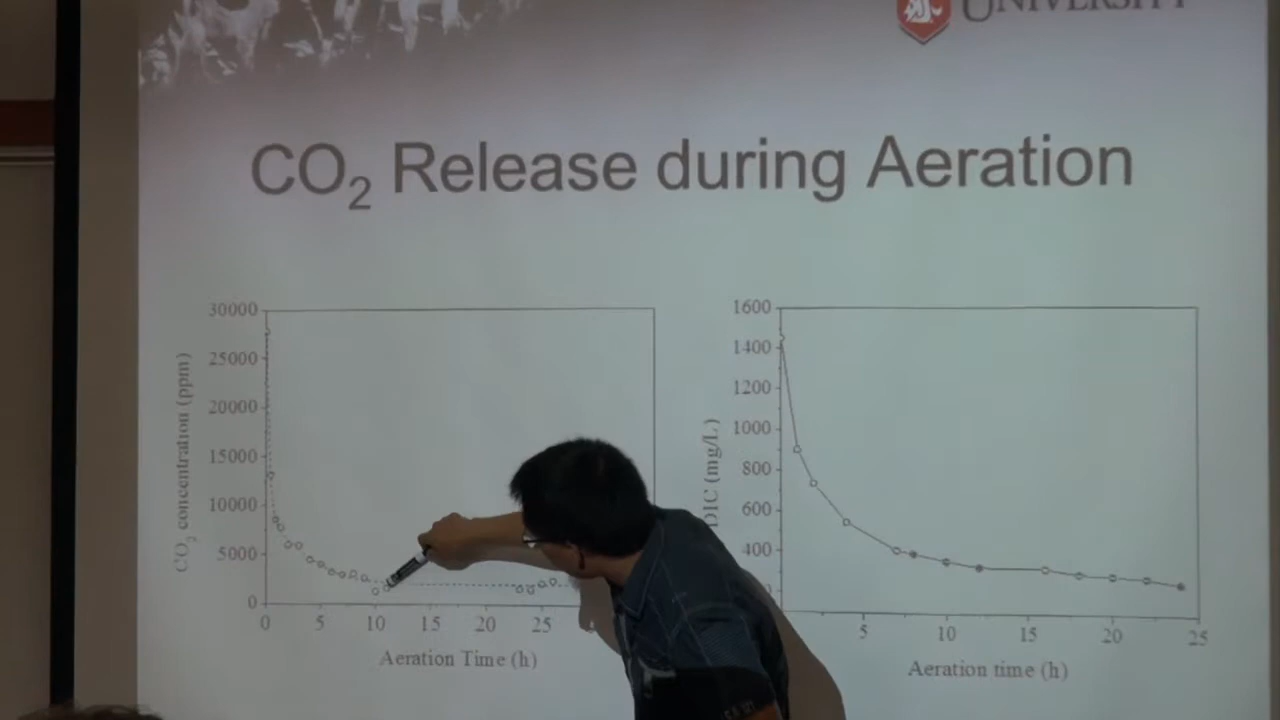 UNIVERSITY
CO2 Release during Aeration
30000
25000
20000
15000
10000
5000
0
0 5 10 15 20 25
CO2 concentration (ppm)
Aeration Time (h)
1600
1400
1200
1000
800
600
400
5 10 15 20 25
DIC (mg/L)
Aeration time (h)